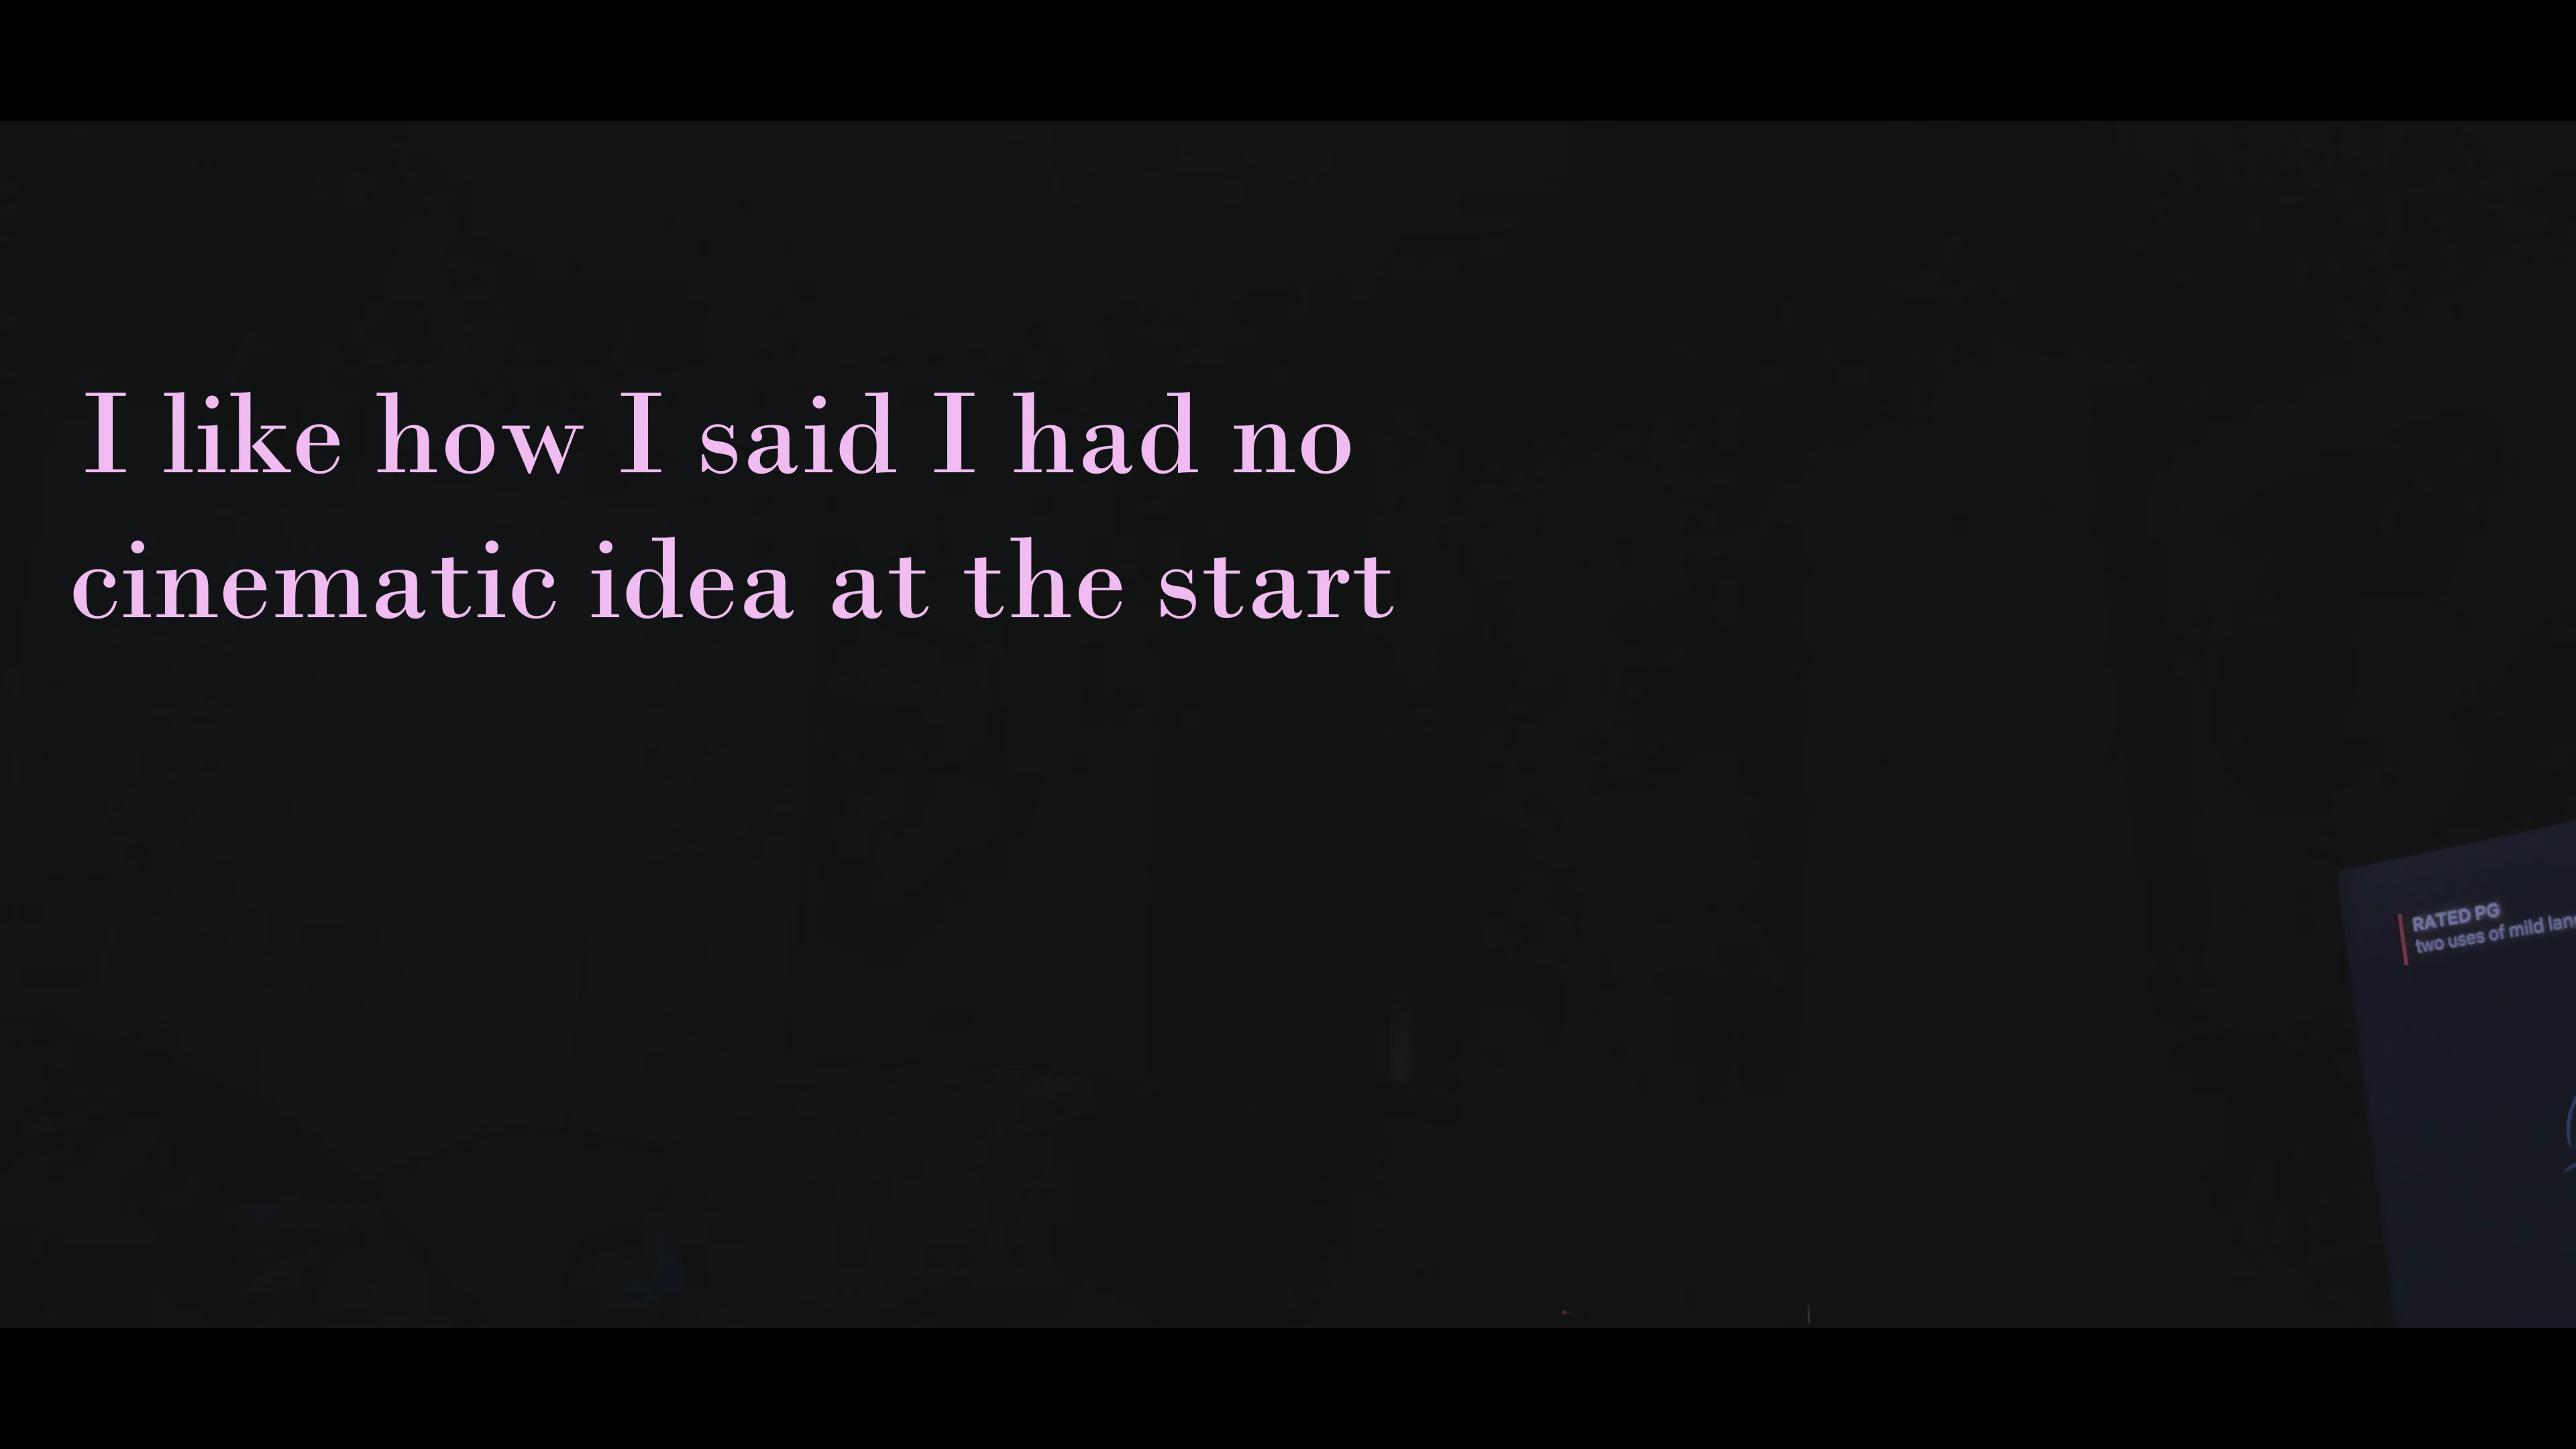 I like how I said I had no
cinematic idea at the start
RATED PG
two uses of mild